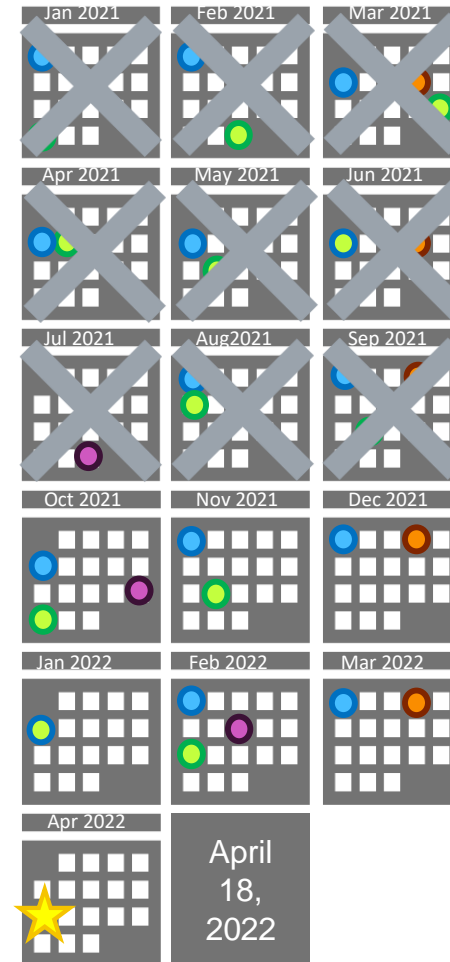 Jan 2021
Feb 2021
Mar 2021
Apr 2021
May 2021
Jun 2021
Jul 2021
Aug2021
Sep 2021
Oct 2021
Nov 2021
Dec 2021
Jan 2022
Feb 2022
Mar 2022
Apr 2022
April
18,
2022